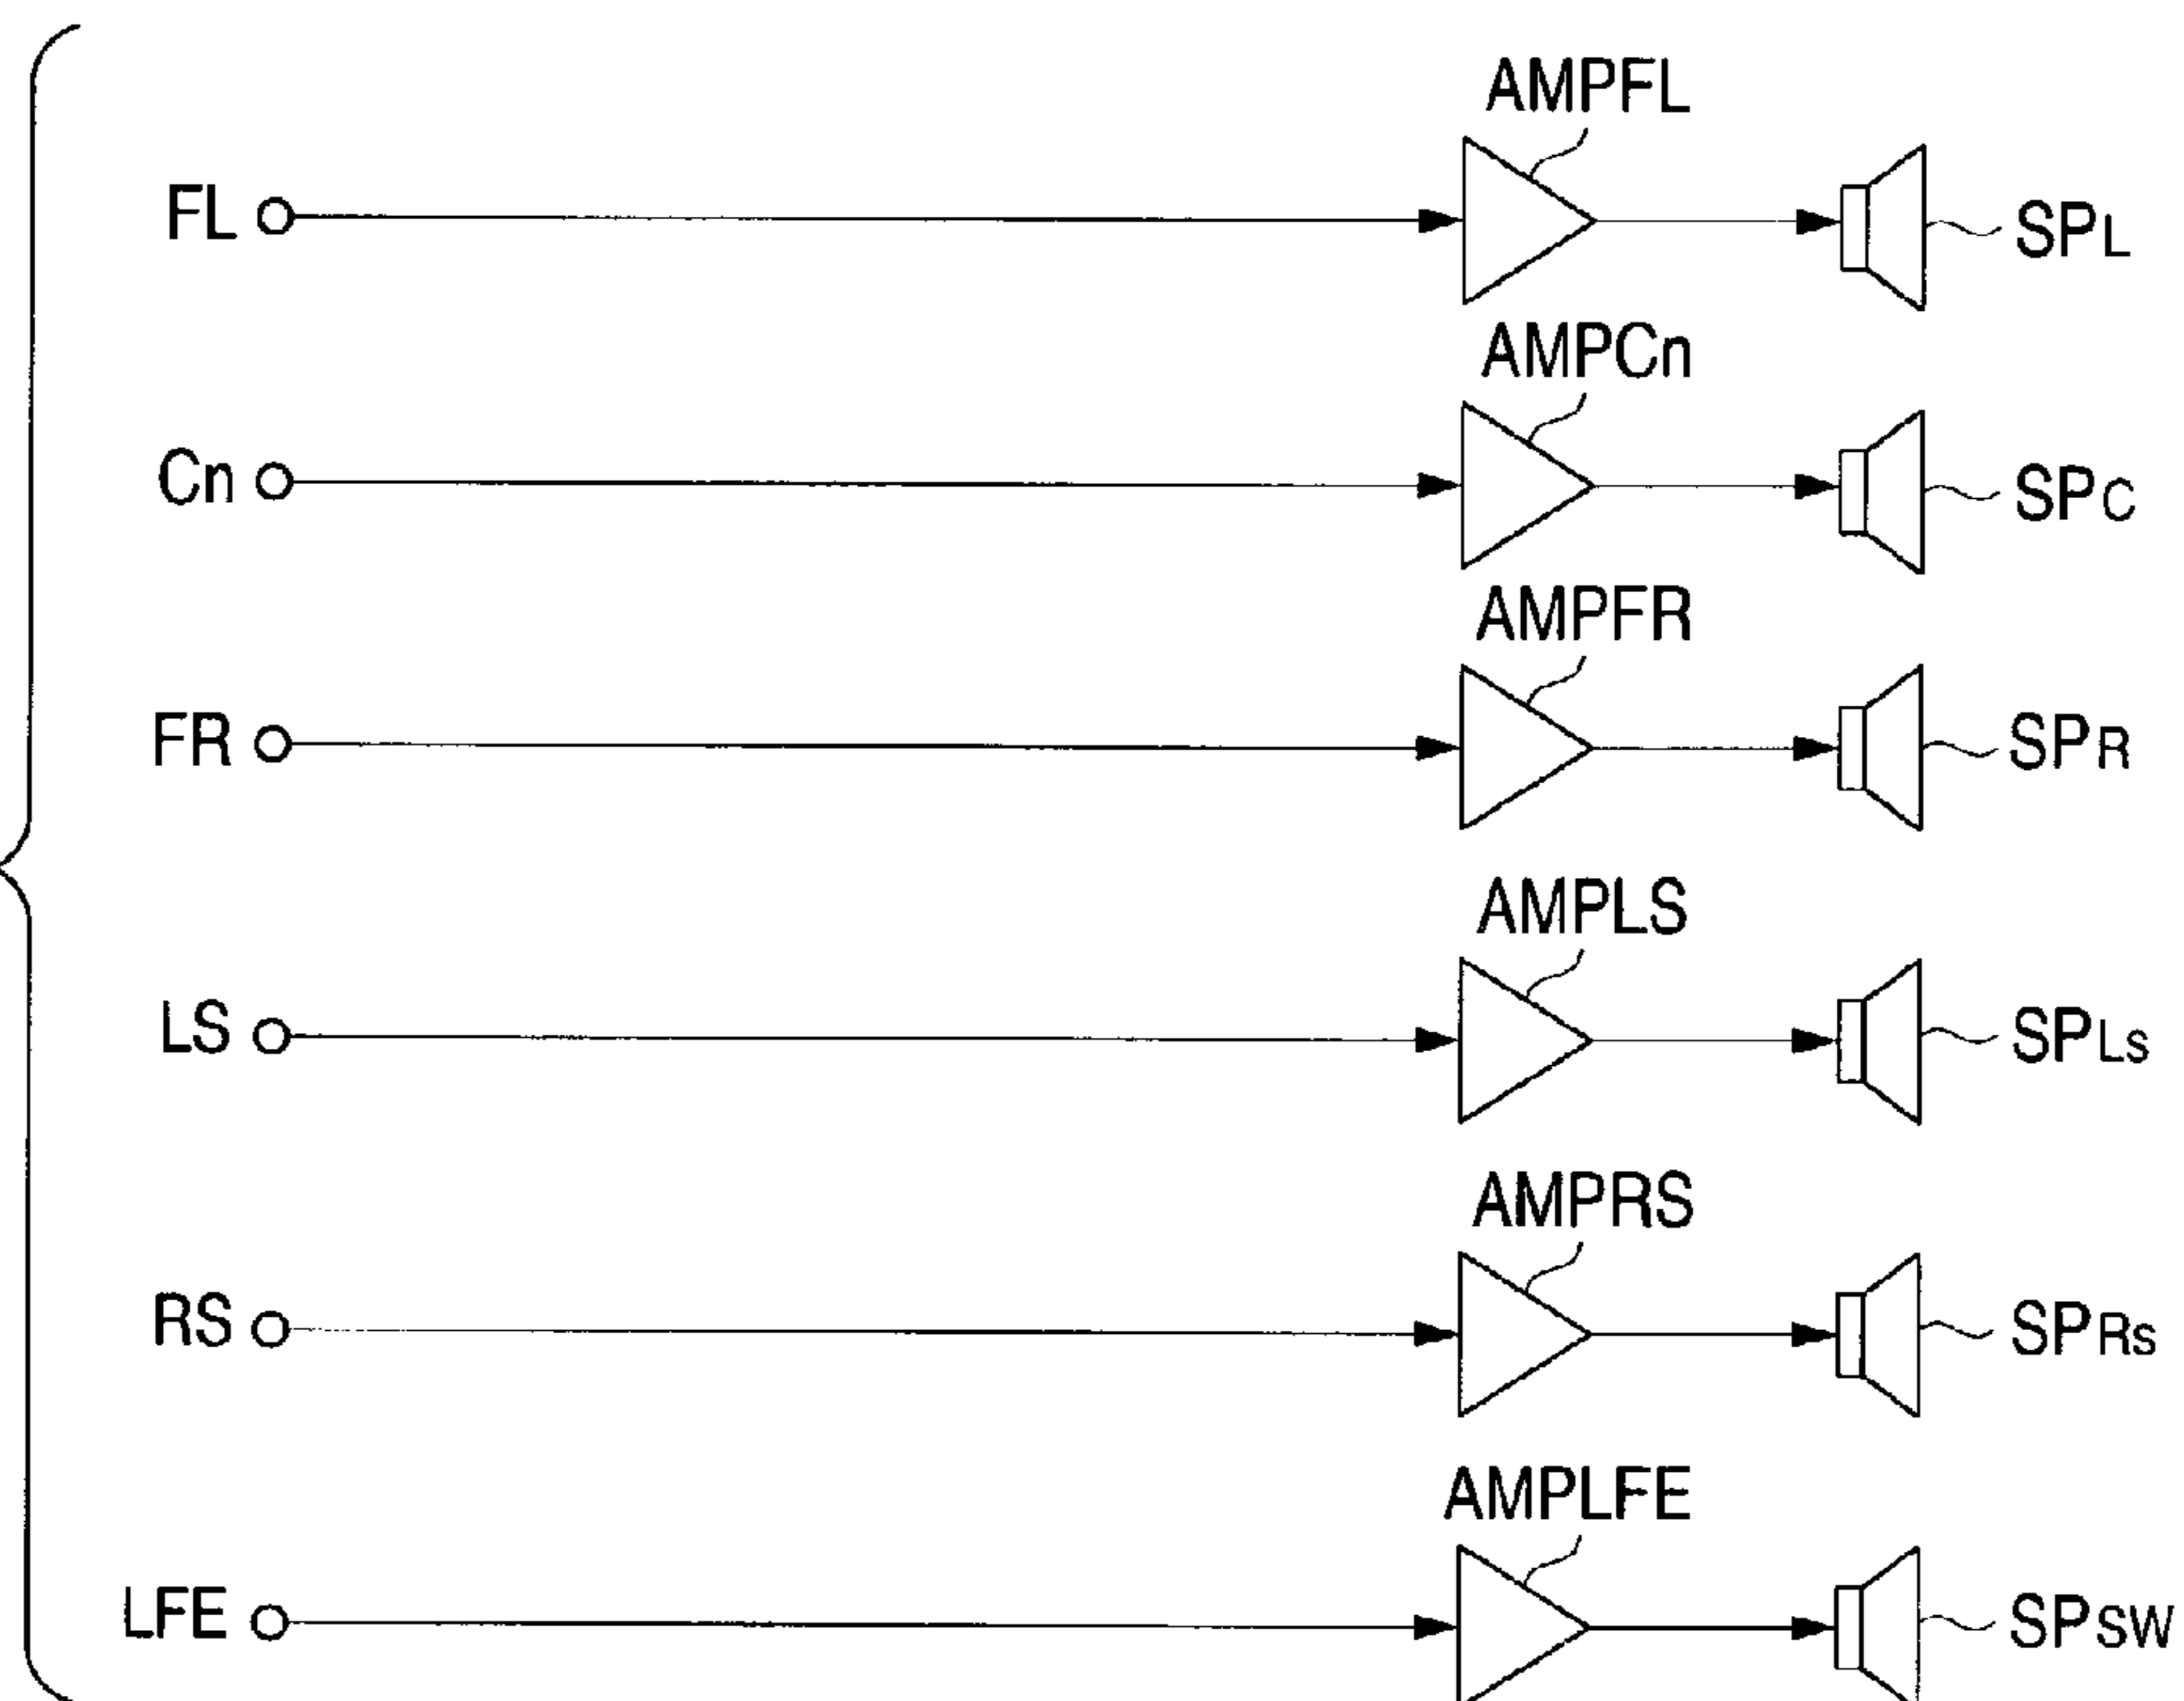 AMPFL
FL SPL
AMPCn
Cn SPC
AMPFR
FR SPR
AMPLS
LS SPLs
AMPRS
RS SPRs
AMPLFE
LFE SPSW